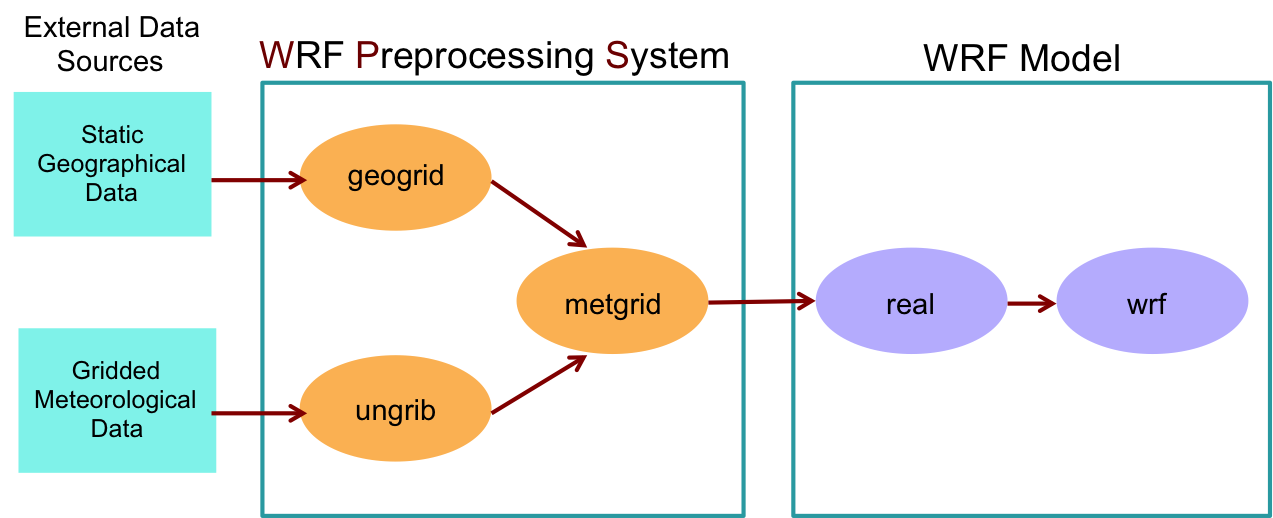 External Data
Sources
WRF Preprocessing System
WRF Model
Static
Geographical
Data
geogrid
metgrid
real
wrf
Gridded
Meteorological
Data
ungrib